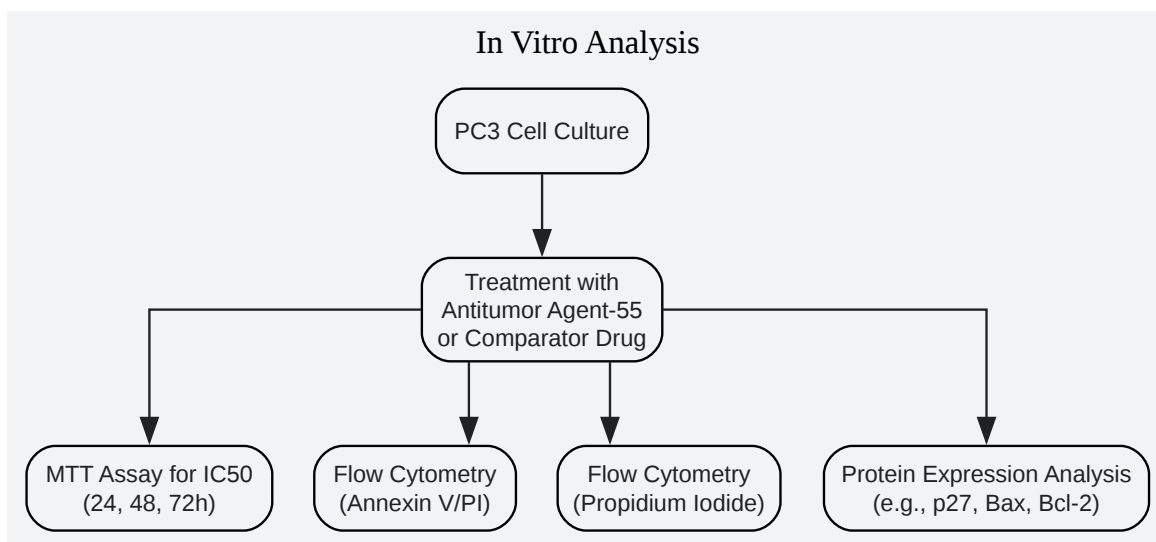 In Vitro Analysis
PC3 Cell Culture
Treatment with
Antitumor Agent-55
or Comparator Drug
MTT Assay for IC50
(24, 48, 72h)
Flow Cytometry
(Annexin V/PI)
Flow Cytometry
(Propidium Iodide)
Protein Expression Analysis
(e.g., p27, Bax, Bcl-2)